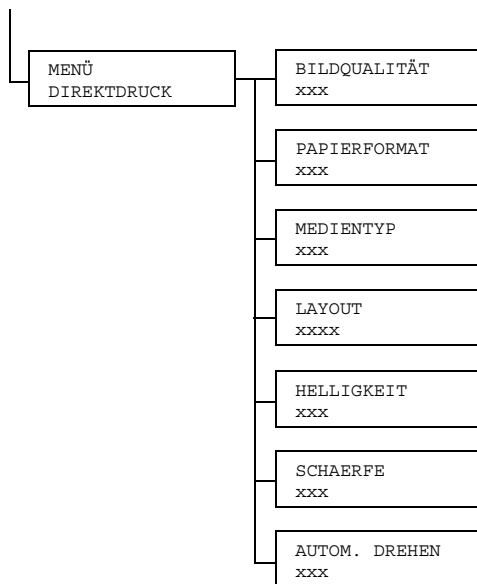 MENÜ
DIREKTDRUCK
BILDQUALITÄT
xxx
PAPIERFORMAT
xxx
MEDIENTYP
xxx
LAYOUT
xxxx
HELLIGKEIT
xxx
SCHAERFE
xxx
AUTOM. DREHEN
xxx